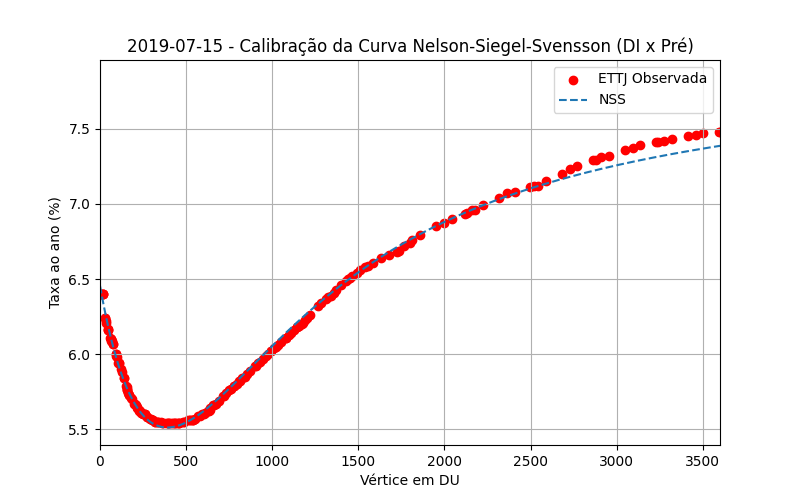 2019-07-15 - Calibração da Curva Nelson-Siegel-Svensson (DI x Pré)
ETTJ Observada
NSS
Taxa ao ano (%)
7.5
7.0
6.5
6.0
5.5
0 500 1000 1500 2000 2500 3000 3500
Vértice em DU